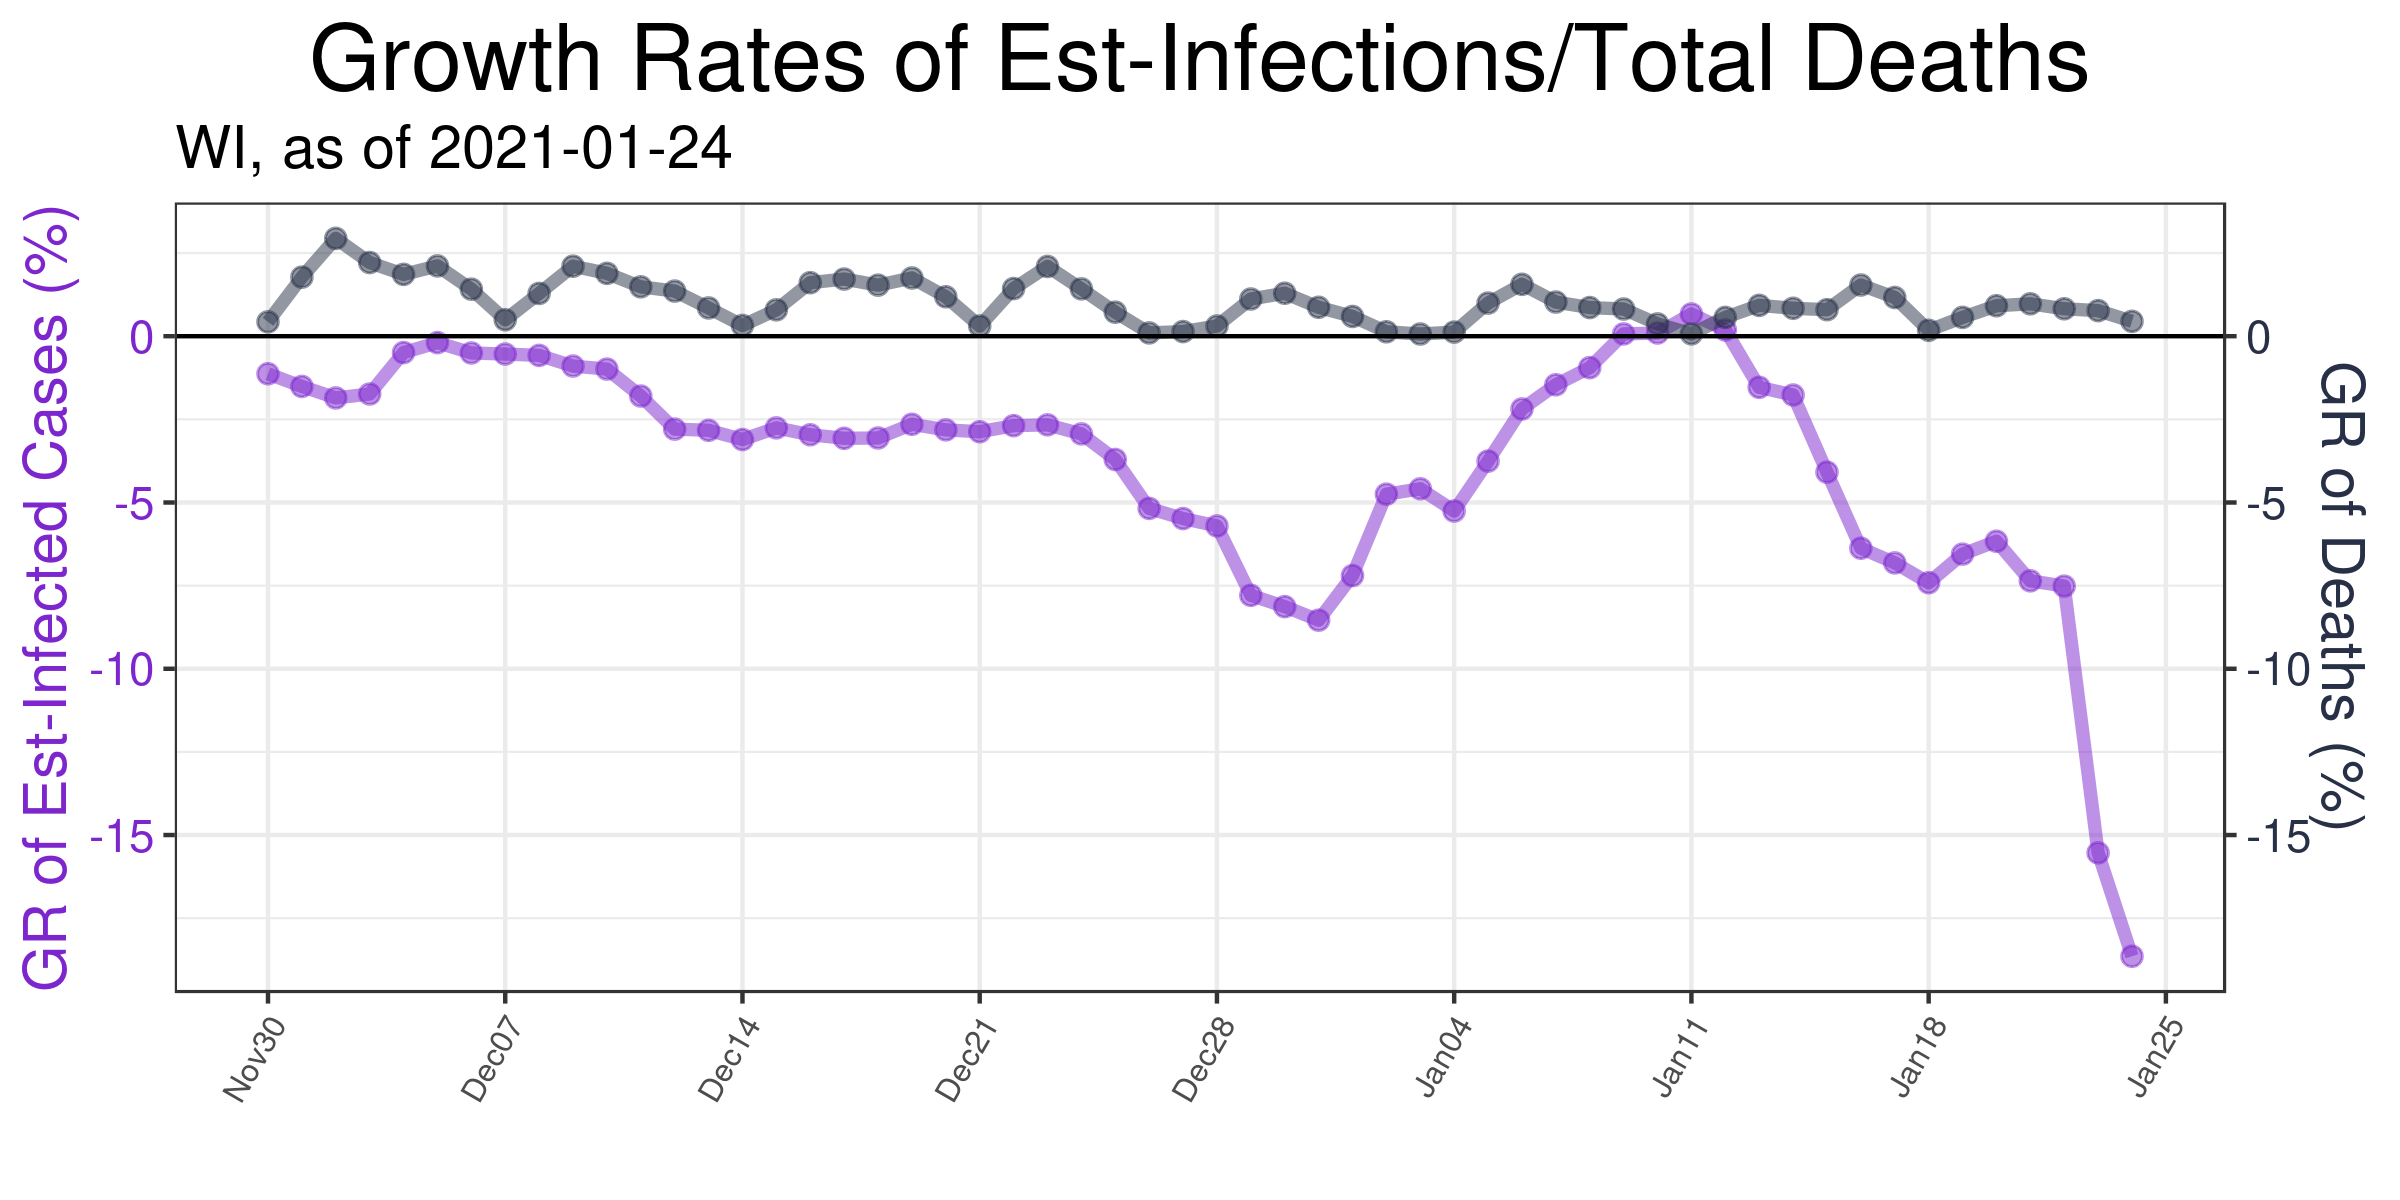 Growth Rates of Est-Infections/Total Deaths
WI, as of 2021-01-24
GR of Est-Infected Cases (%)
0
-5
-10
-15
0
-5
-10
-15
GR of Deaths (%)
Nov30 Dec07 Dec14 Dec21 Dec28 Jan04 Jan11 Jan18 Jan25